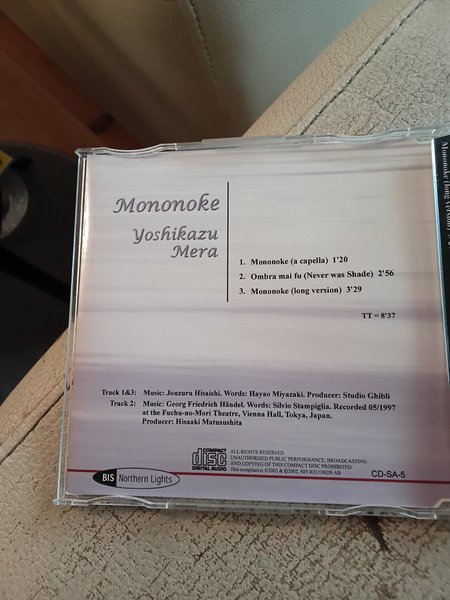 Mononoke
Yoshikazu
Mera
1. Mononoke (a capella) 1'20
2. Ombra mai fu (Never was Shade) 2'56
3. Mononoke (long version) 3'29
TT = 8'37
Track 1&3: Music: Jouzuru Hisaishi. Words: Hayao Miyazaki. Producer: Studio Ghibli
Track 2: Music: Georg Friedrich Händel. Words: Silvio Stampiglia. Recorded 05/1997
at the Fuchu-no-Mori Theatre, Vienna Hall, Tokya, Japan.
Producer: Hisaaki Matusushita
COMPACT
disc
DIGITAL AUDIO
ALL RIGHTS RESERVED
UNAUTHORISED PUBLIC PERFORMANCE, BROADCASTING
AND COPYING OF THIS COMPACT DISC PROHIBITED
This compilation ©2002 & ℗2002, BIS RECORDS AB
BIS Northern Lights
CD-SA-5
Mononoke (long version)